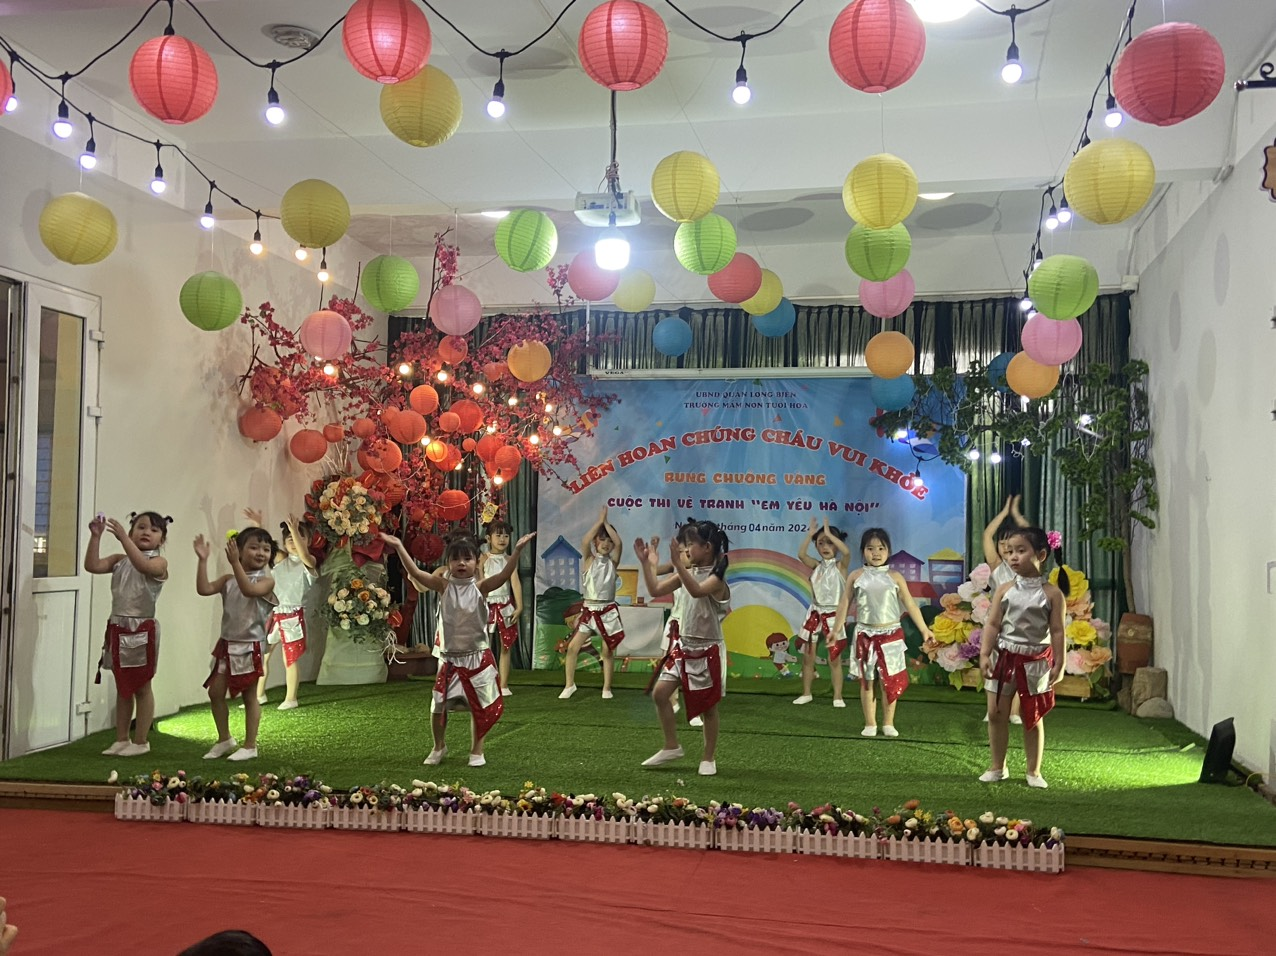 VEGA
UBND QUẬN LONG BIÊN
TRƯỜNG MẦM NON TUỔI HOA
LIÊN HOAN CHÚNG CHÁU VUI KHỎE
RUNG CHUÔNG VÀNG
CUỘC THI VẼ TRANH "EM YÊU HÀ NỘI"
tháng 04 năm